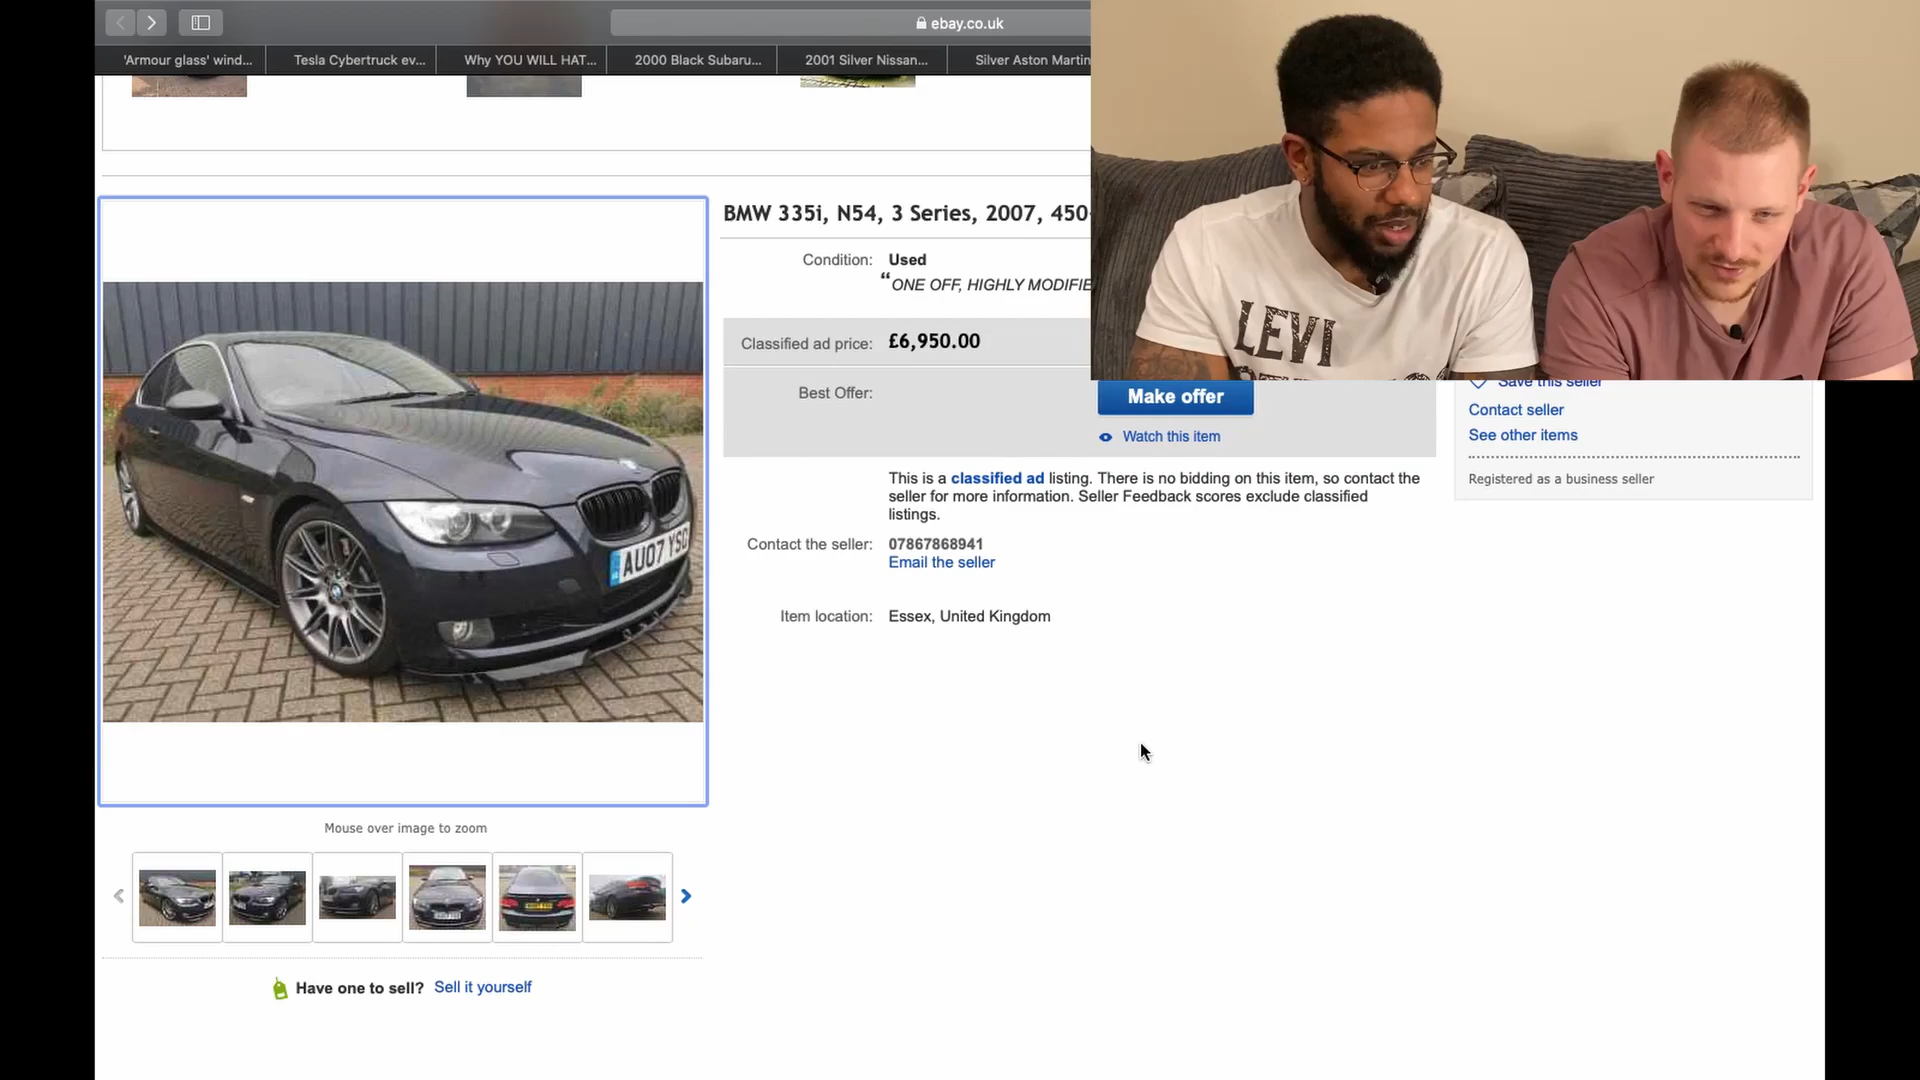 ebay.co.uk
'Armour glass' wind...
Tesla Cybertruck ev...
Why YOU WILL HAT...
2000 Black Subaru...
2001 Silver Nissan...
Silver Aston Martin
BMW 335i, N54, 3 Series, 2007, 450
Condition: Used
“ONE OFF, HIGHLY MODIFIE
Classified ad price: £6,950.00
Best Offer:
Make offer
Watch this item
This is a classified ad listing. There is no bidding on this item, so contact the
seller for more information. Seller Feedback scores exclude classified
listings.
Contact the seller: 07867868941
Email the seller
Item location: Essex, United Kingdom
Save this seller
Contact seller
See other items
Registered as a business seller
LEVI
AU07 YSG
Mouse over image to zoom
Have one to sell? Sell it yourself